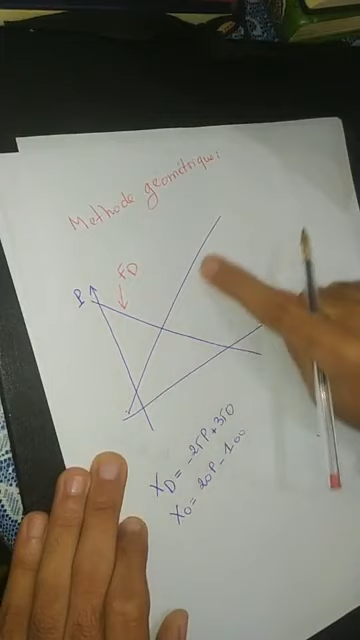 Methode geométrique:
P
FD
XD = -25P + 350
XO = 20P - 100